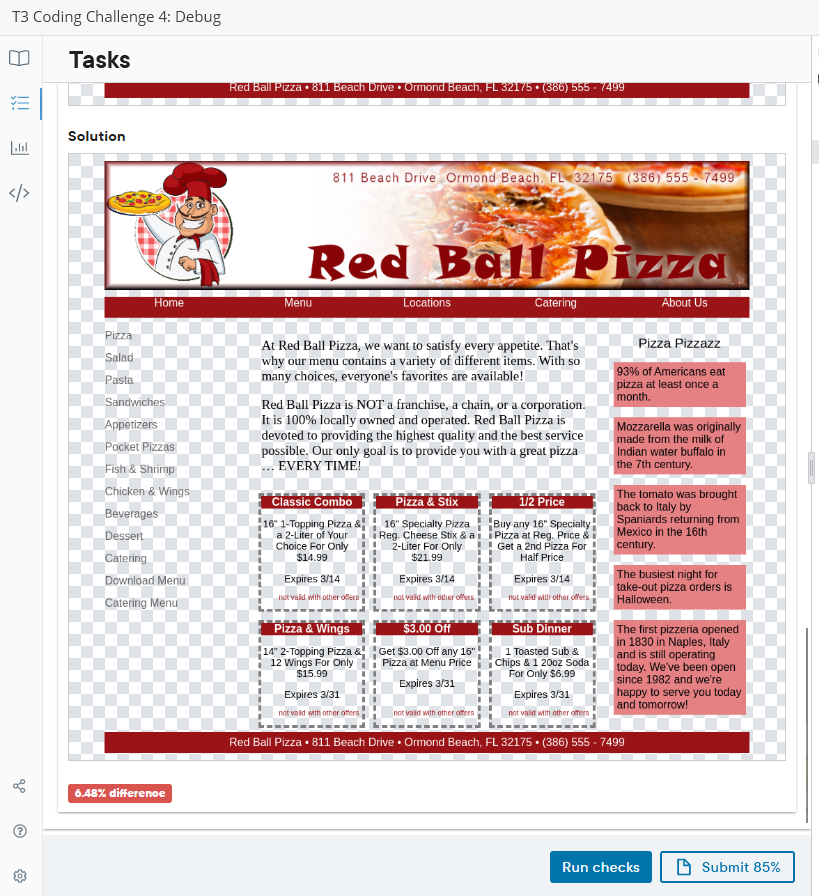 T3 Coding Challenge 4: Debug
Tasks
Red Ball Pizza • 811 Beach Drive • Ormond Beach, FL 32175 • (386) 555 - 7499
Solution
811 Beach Drive Ormond Beach, FL 32175 (386) 555 - 7499
Red Ball Pizza
Home Menu Locations Catering About Us
Pizza
Salad
Pasta
Sandwiches
Appetizers
Pocket Pizzas
Fish & Shrimp
Chicken & Wings
Beverages
Dessert
Catering
Download Menu
Catering Menu
At Red Ball Pizza, we want to satisfy every appetite. That's
why our menu contains a variety of different items. With so
many choices, everyone's favorites are available!
Red Ball Pizza is NOT a franchise, a chain, or a corporation.
It is 100% locally owned and operated. Red Ball Pizza is
devoted to providing the highest quality and the best service
possible. Our only goal is to provide you with a great pizza
… EVERY TIME!
Classic Combo
16" 1-Topping Pizza &
a 2-Liter of Your
Choice For Only
$14.99
Expires 3/14
not valid with other offers
Pizza & Stix
16" Specialty Pizza
Reg. Cheese Stix & a
2-Liter For Only
$21.99
Expires 3/14
not valid with other offers
1/2 Price
Buy any 16" Specialty
Pizza at Reg. Price &
Get a 2nd Pizza For
Half Price
Expires 3/14
not valid with other offers
Pizza & Wings
14" 2-Topping Pizza &
12 Wings For Only
$15.99
Expires 3/31
not valid with other offers
$3.00 Off
Get $3.00 Off any 16"
Pizza at Menu Price
Expires 3/31
not valid with other offers
Sub Dinner
1 Toasted Sub &
Chips & 1 20oz Soda
For Only $6.99
Expires 3/31
not valid with other offers
Pizza Pizzazz
93% of Americans eat
pizza at least once a
month.
Mozzarella was originally
made from the milk of
Indian water buffalo in
the 7th century.
The tomato was brought
back to Italy by
Spaniards returning from
Mexico in the 16th
century.
The busiest night for
take-out pizza orders is
Halloween.
The first pizzeria opened
in 1830 in Naples, Italy
and is still operating
today. We've been open
since 1982 and we're
happy to serve you today
and tomorrow!
Red Ball Pizza • 811 Beach Drive • Ormond Beach, FL 32175 • (386) 555 - 7499
6.48% difference
Run checks
Submit 85%